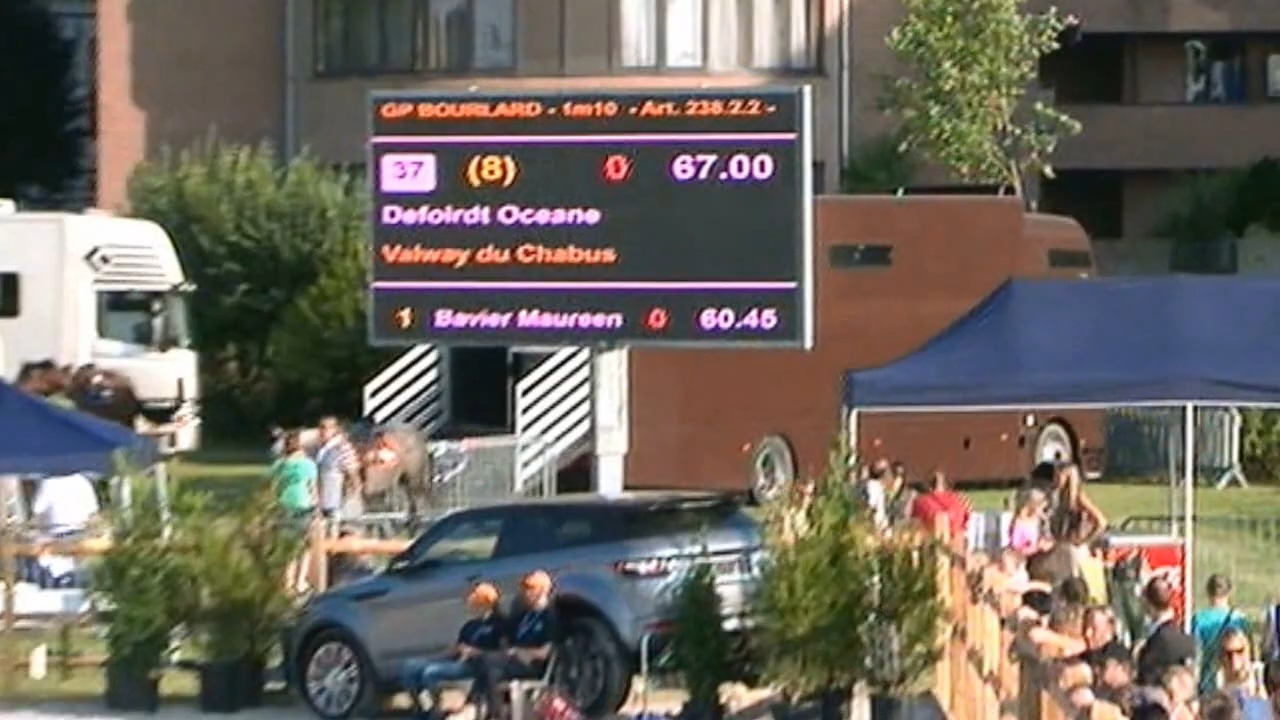 GP BOURLARD - 1m10 - Art. 238.2.2 -
37 (8) 0 67.00
Defoirdt Oceane
Valway du Chabus
1 Bavier Maureen 0 60.45